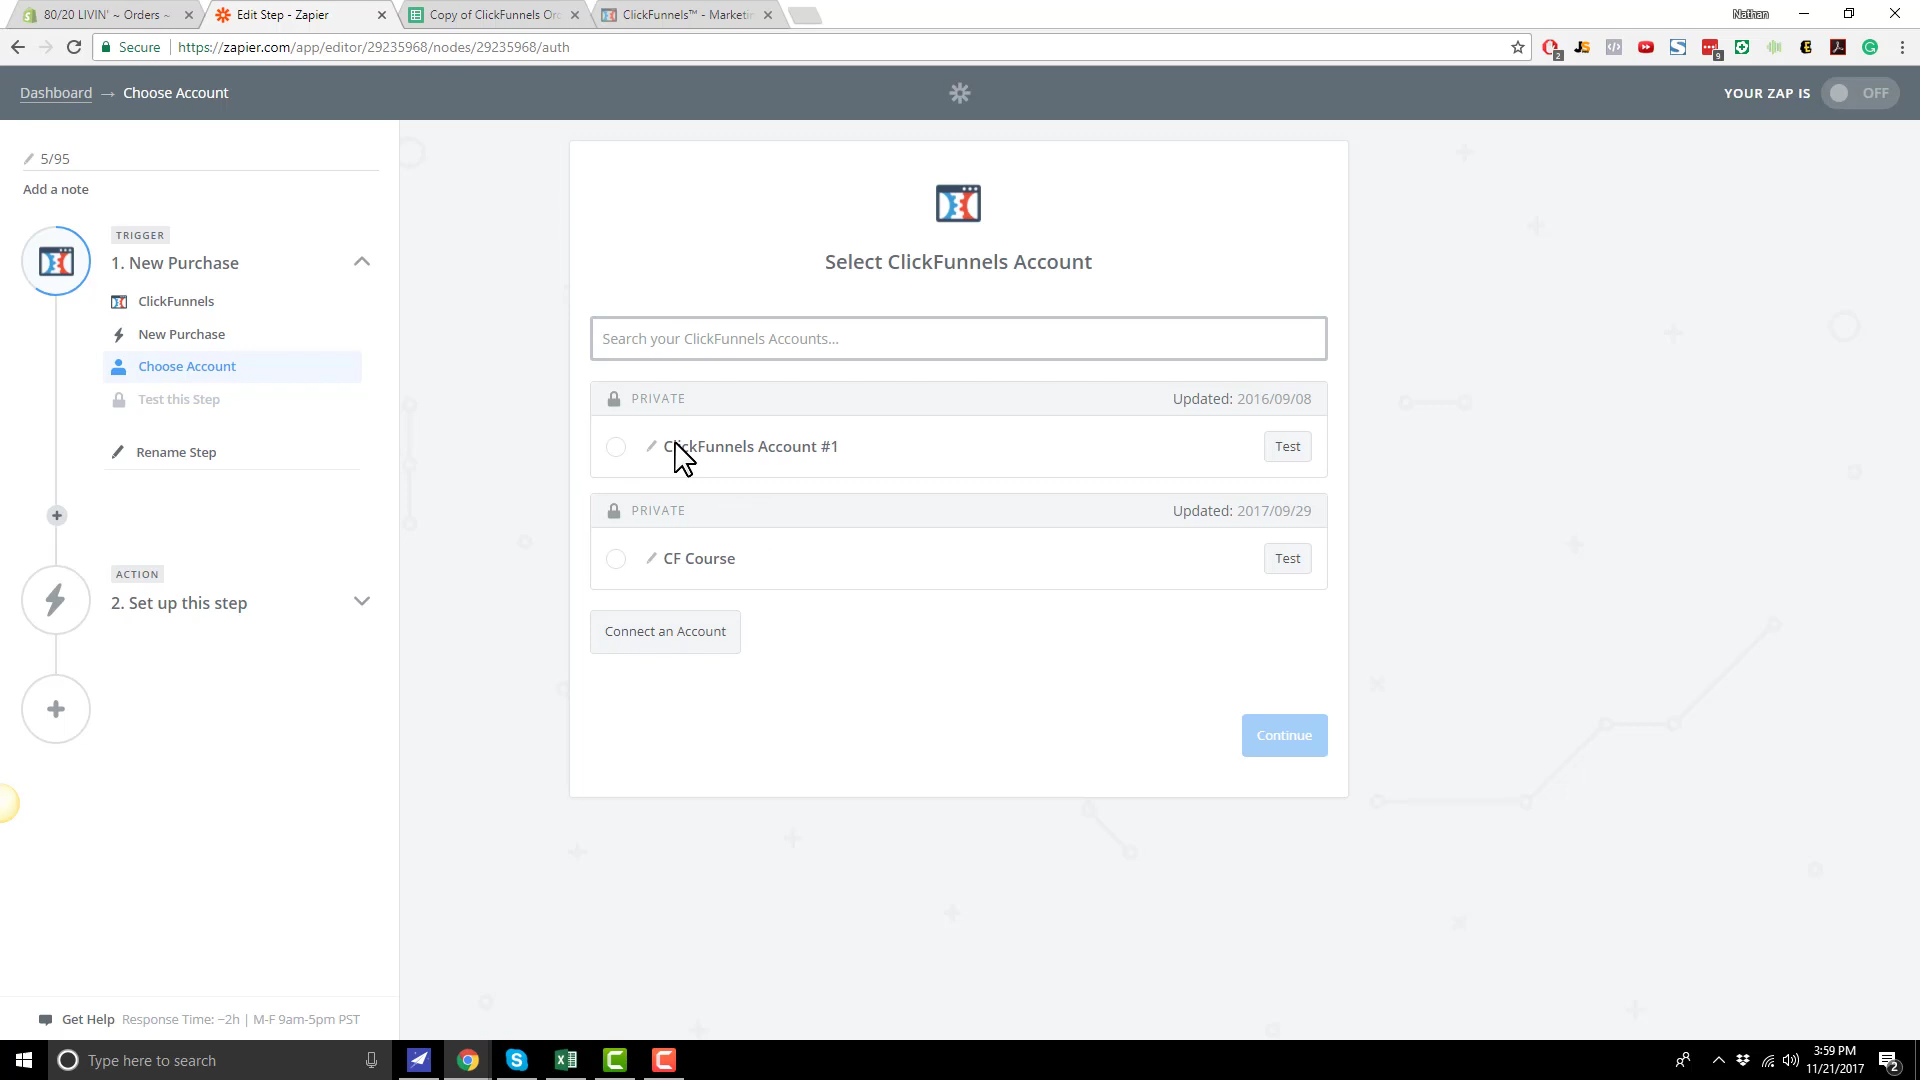 80/20 LIVIN' ~ Orders ~
Edit Step - Zapier
Copy of ClickFunnels Or
ClickFunnels™ - Marketin
Nathan
Secure
https://zapier.com/app/editor/29235968/nodes/29235968/auth
2
JS
9
Dashboard → Choose Account
YOUR ZAP IS
OFF
5/95
Add a note
TRIGGER
1. New Purchase
ClickFunnels
New Purchase
Choose Account
Test this Step
Rename Step
ACTION
2. Set up this step
Select ClickFunnels Account
Search your ClickFunnels Accounts...
PRIVATE
Updated: 2016/09/08
ClickFunnels Account #1
Test
PRIVATE
Updated: 2017/09/29
CF Course
Test
Connect an Account
Continue
Get Help Response Time: ~2h | M-F 9am-5pm PST
Type here to search
3:59 PM
11/21/2017
2